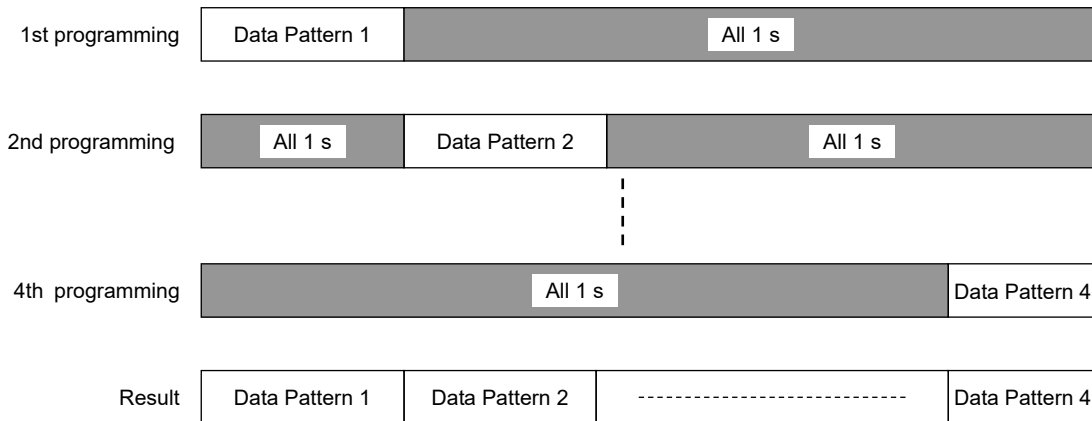 1st programming
Data Pattern 1
All 1 s
2nd programming
All 1 s
Data Pattern 2
All 1 s
4th programming
All 1 s
Data Pattern 4
Result
Data Pattern 1
Data Pattern 2
Data Pattern 4